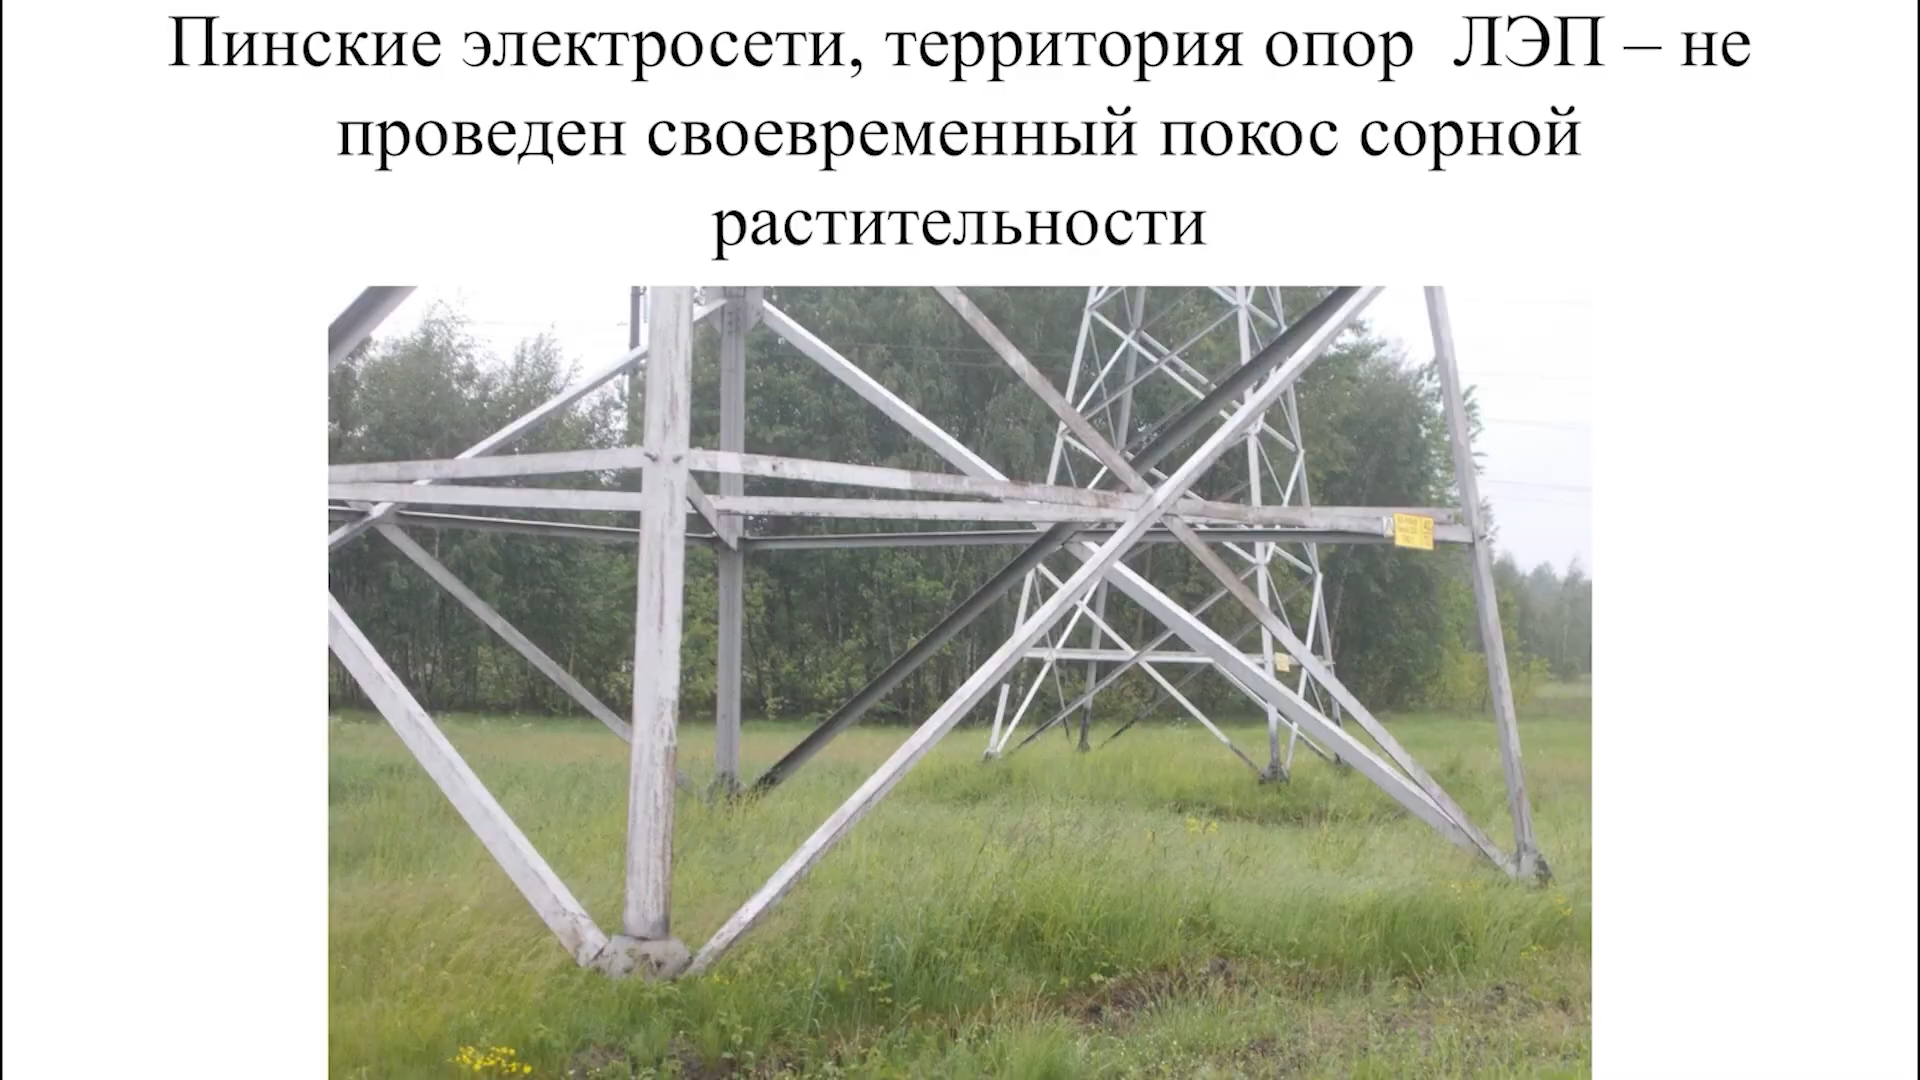 Пинские электросети, территория опор ЛЭП – не
проведен своевременный покос сорной
растительности